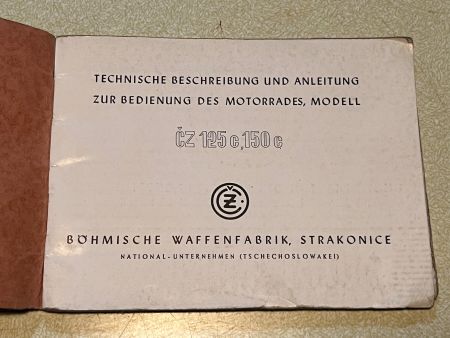 TECHNISCHE BESCHREIBUNG UND ANLEITUNG
ZUR BEDIENUNG DES MOTORRADES, MODELL
ČZ 125 c, 150 c
ČZ
BÖHMISCHE WAFFENFABRIK, STRAKONICE
NATIONAL-UNTERNEHMEN (TSCHECHOSLOWAKEI)